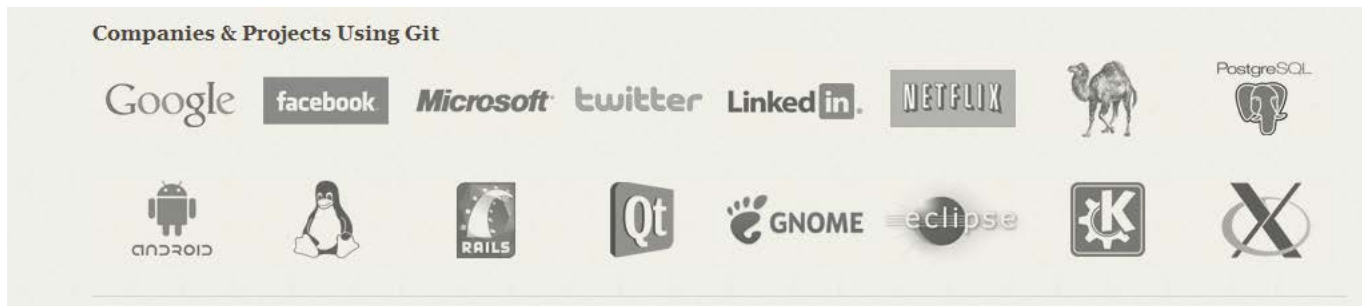 Companies & Projects Using Git
Google facebook Microsoft twitter Linked in. NETFLIX PostgreSQL
ANDROID RAILS Qt GNOME eclipse K X